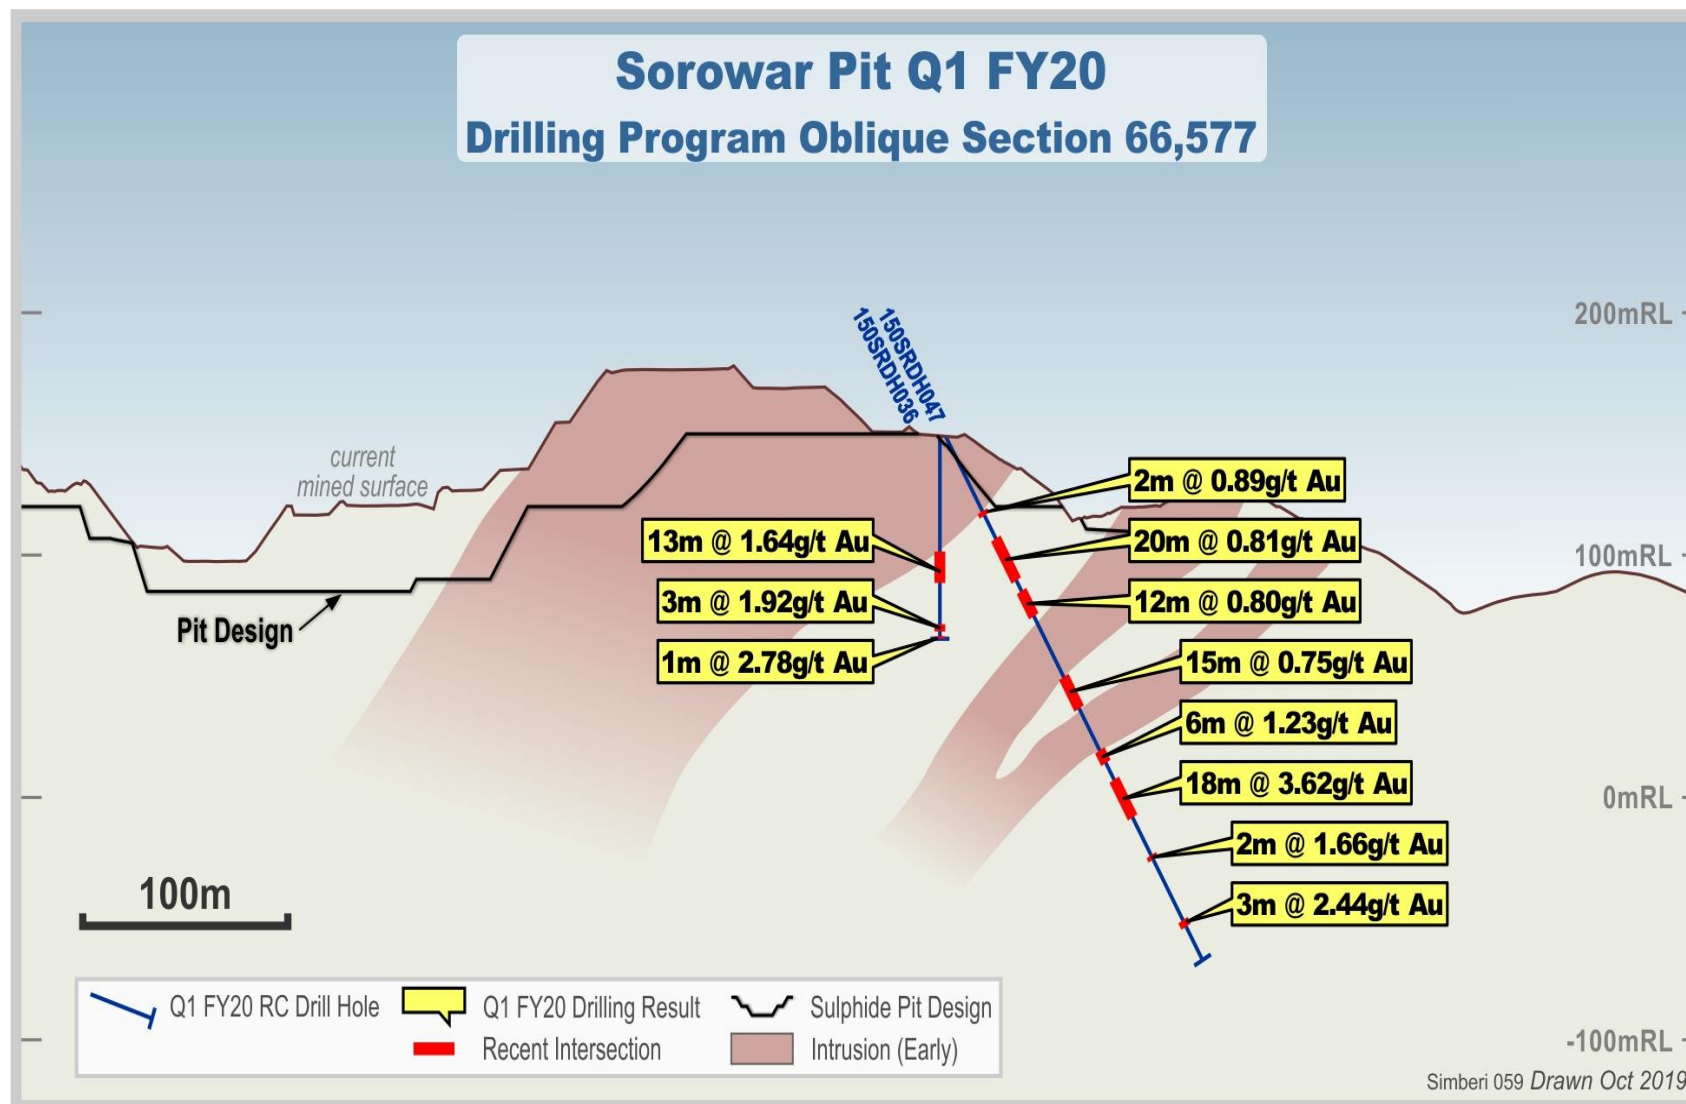 Sorowar Pit Q1 FY20
Drilling Program Oblique Section 66,577
200mRL
150SRDH047
150SRDH036
current
mined surface
2m @ 0.89g/t Au
13m @ 1.64g/t Au
20m @ 0.81g/t Au
100mRL
3m @ 1.92g/t Au
12m @ 0.80g/t Au
Pit Design
1m @ 2.78g/t Au
15m @ 0.75g/t Au
6m @ 1.23g/t Au
18m @ 3.62g/t Au
0mRL
2m @ 1.66g/t Au
100m
3m @ 2.44g/t Au
Q1 FY20 RC Drill Hole
Q1 FY20 Drilling Result
Sulphide Pit Design
Recent Intersection
Intrusion (Early)
-100mRL
Simberi 059 Drawn Oct 2019